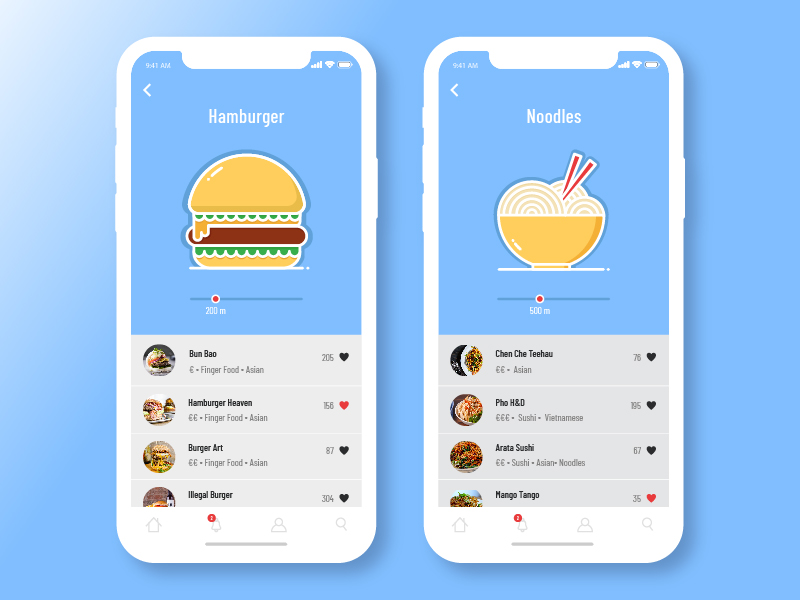 9:41 AM
Hamburger
200 m
Bun Bao
205
€ • Finger Food • Asian
Hamburger Heaven
156
€€ • Finger Food • Asian
Burger Art
87
€€ • Finger Food • Asian
Illegal Burger
304
2
9:41 AM
Noodles
500 m
Chen Che Teehau
76
€€ • Asian
Pho H&D
195
€€€ • Sushi • Vietnamese
Arata Sushi
67
€€ • Sushi • Asian• Noodles
Mango Tango
35
2